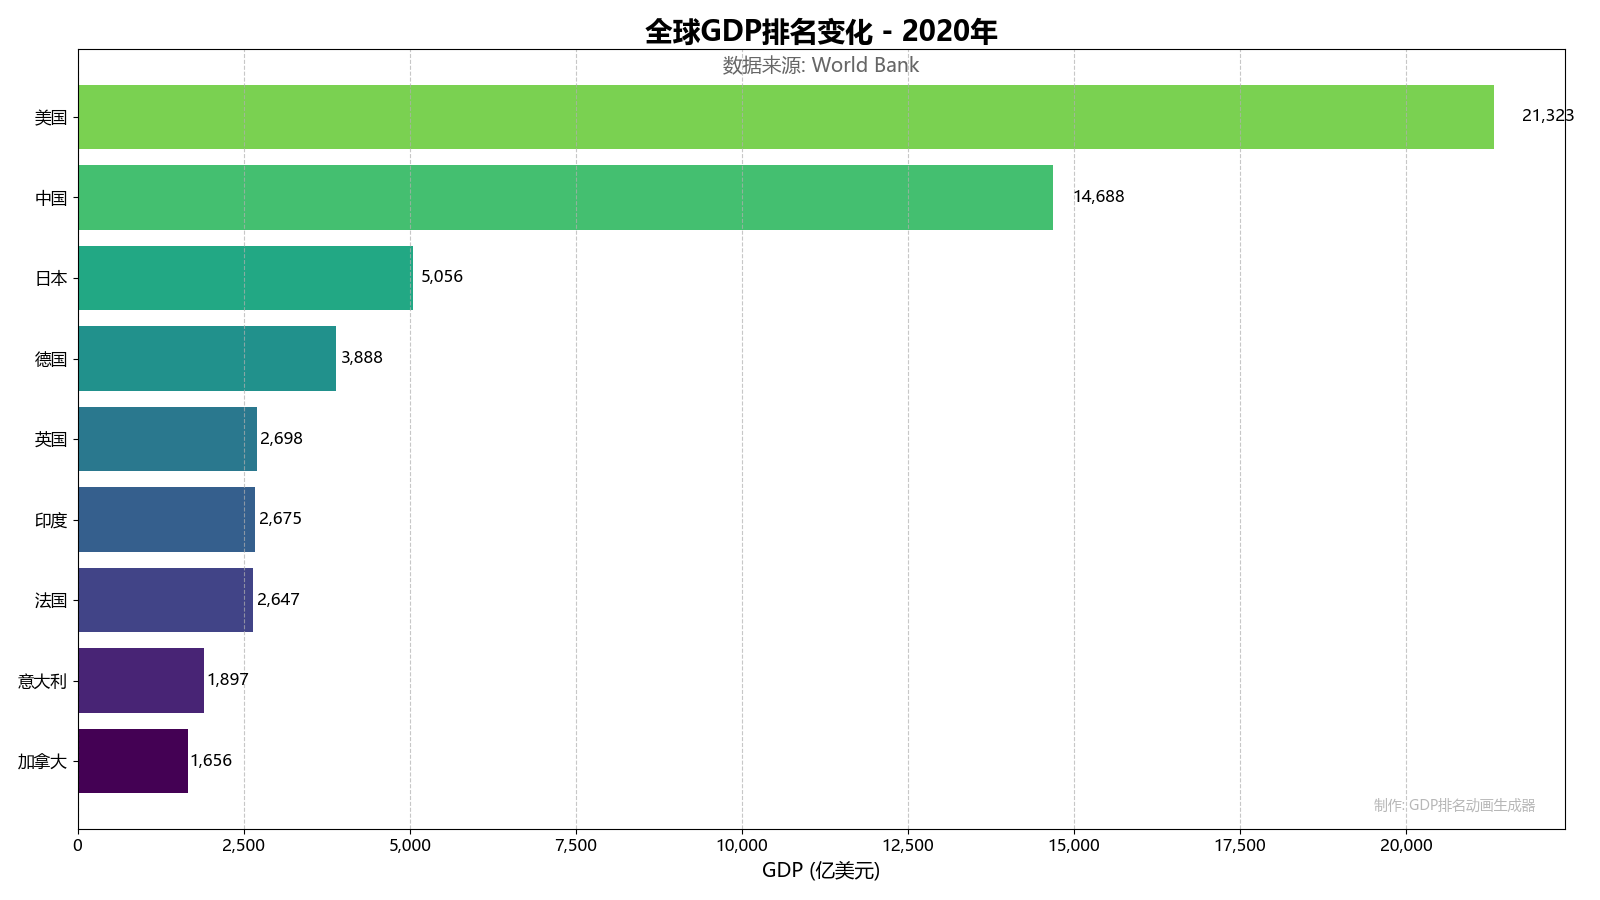 全球GDP排名变化 - 2020年
数据来源: World Bank
美国 21,323
中国 14,688
日本 5,056
德国 3,888
英国 2,698
印度 2,675
法国 2,647
意大利 1,897
加拿大 1,656
制作: GDP排名动画生成器
0 2,500 5,000 7,500 10,000 12,500 15,000 17,500 20,000
GDP (亿美元)